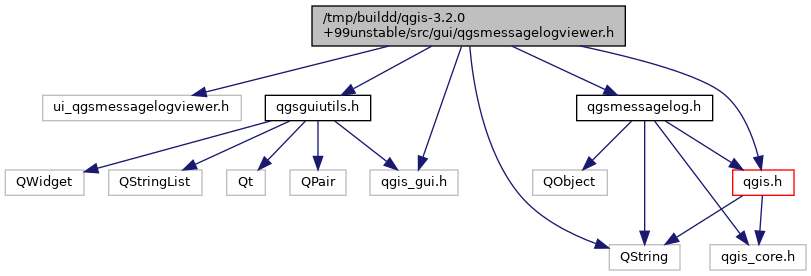 /tmp/buildd/qgis-3.2.0
+99unstable/src/gui/qgsmessagelogviewer.h
ui_qgsmessagelogviewer.h
qgsguiutils.h
qgsmessagelog.h
QWidget
QStringList
Qt
QPair
qgis_gui.h
QObject
qgis.h
QString
qgis_core.h